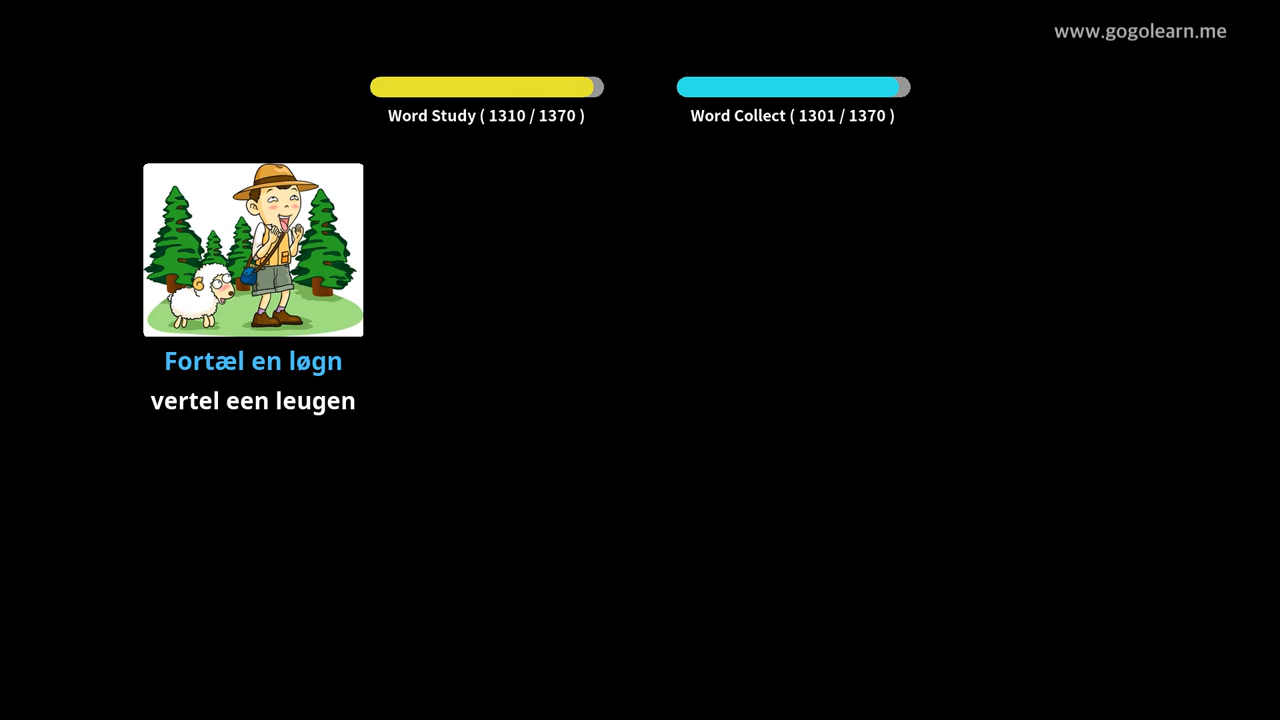 www.gogolearn.me
Word Study ( 1310 / 1370 )
Word Collect ( 1301 / 1370 )
Fortæl en løgn
vertel een leugen